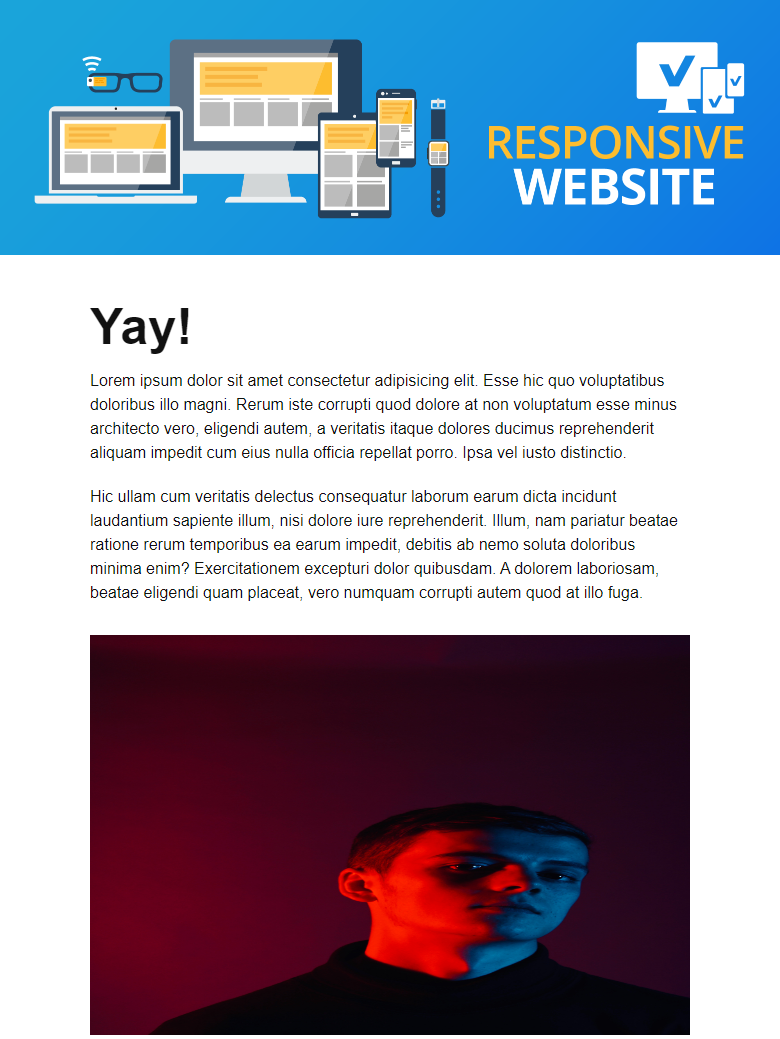 RESPONSIVE
WEBSITE
Yay!
Lorem ipsum dolor sit amet consectetur adipisicing elit. Esse hic quo voluptatibus
doloribus illo magni. Rerum iste corrupti quod dolore at non voluptatum esse minus
architecto vero, eligendi autem, a veritatis itaque dolores ducimus reprehenderit
aliquam impedit cum eius nulla officia repellat porro. Ipsa vel iusto distinctio.
Hic ullam cum veritatis delectus consequatur laborum earum dicta incidunt
laudantium sapiente illum, nisi dolore iure reprehenderit. Illum, nam pariatur beatae
ratione rerum temporibus ea earum impedit, debitis ab nemo soluta doloribus
minima enim? Exercitationem excepturi dolor quibusdam. A dolorem laboriosam,
beatae eligendi quam placeat, vero numquam corrupti autem quod at illo fuga.